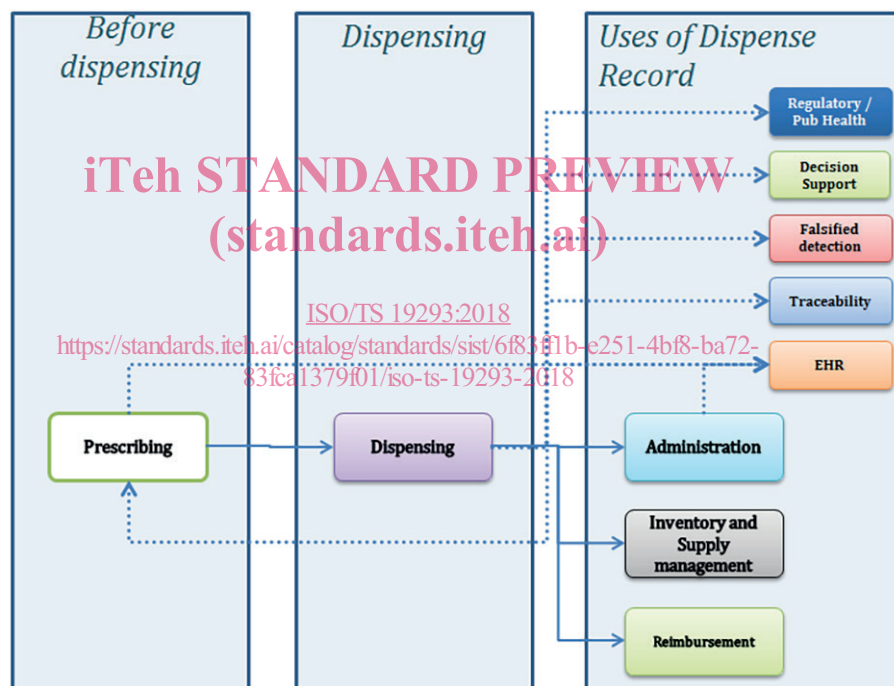 Before
dispensing
Dispensing
Uses of Dispense
Record
Regulatory /
Pub Health
iTeh STANDARD PREVIEW
(standards.iteh.ai)
Decision
Support
Falsified
detection
ISO/TS 19293:2018
https://standards.iteh.ai/catalog/standards/sist/6f83ff1b-e251-4bf8-ba72-
83fca1379f01/iso-ts-19293-2018
Traceability
EHR
Prescribing
Dispensing
Administration
Inventory and
Supply
management
Reimbursement